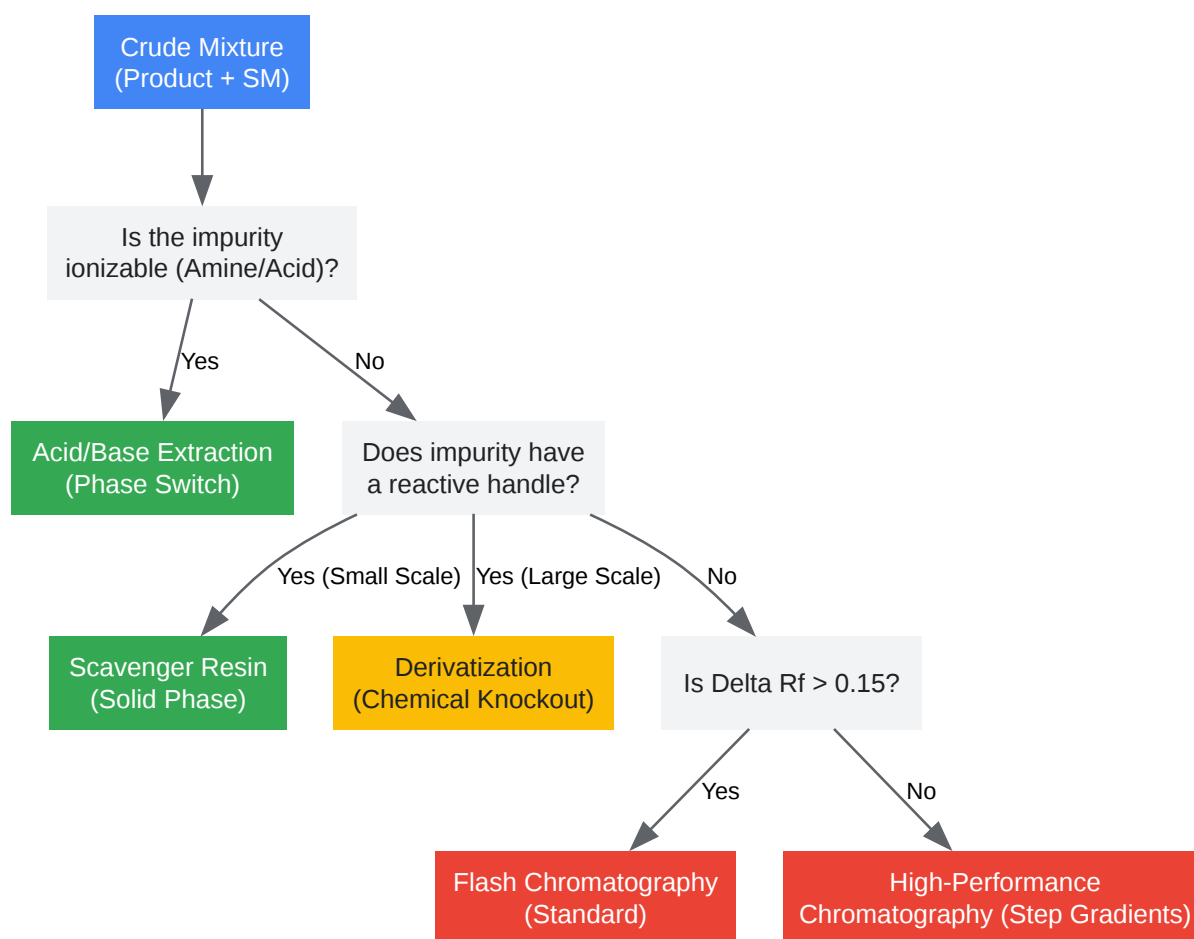 Crude Mixture
(Product + SM)
Is the impurity
ionizable (Amine/Acid)?
Yes
No
Acid/Base Extraction
(Phase Switch)
Does impurity have
a reactive handle?
Yes (Small Scale)
Yes (Large Scale)
No
Scavenger Resin
(Solid Phase)
Derivatization
(Chemical Knockout)
Is Delta Rf > 0.15?
Yes
No
Flash Chromatography
(Standard)
High-Performance
Chromatography (Step Gradients)